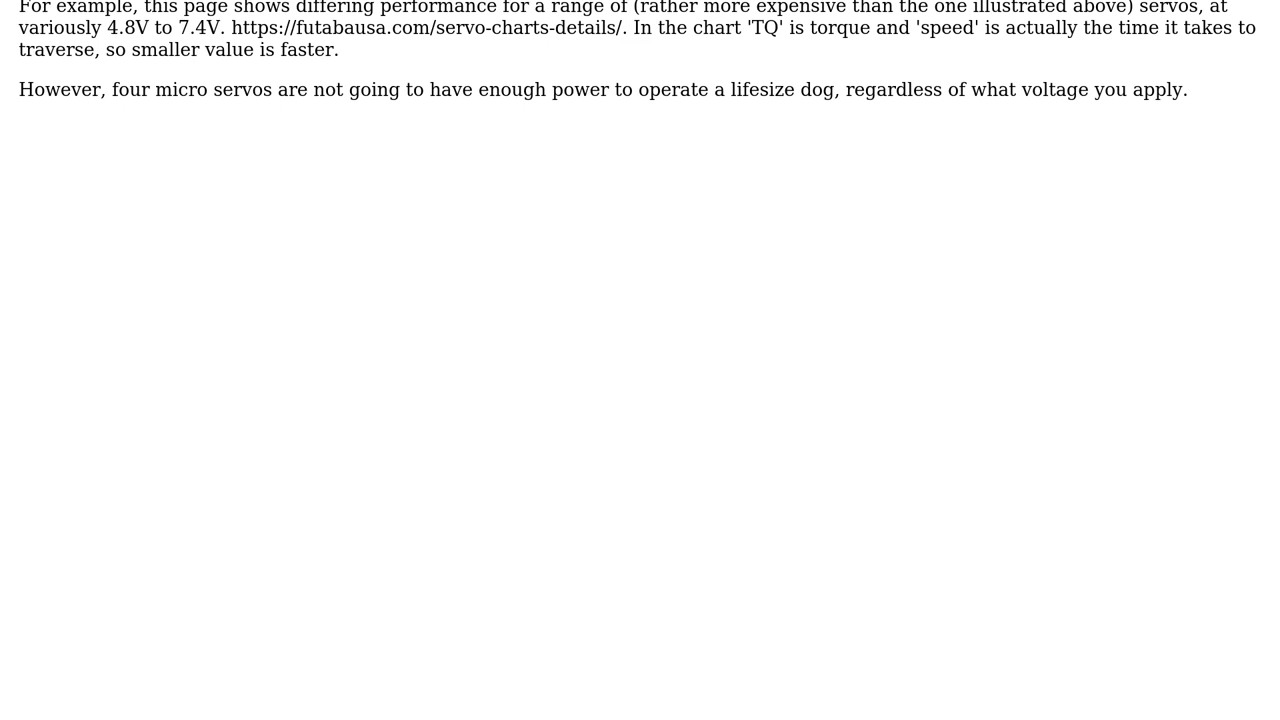 For example, this page shows differing performance for a range of (rather more expensive than the one illustrated above) servos, at
variously 4.8V to 7.4V. https://futabausa.com/servo-charts-details/. In the chart 'TQ' is torque and 'speed' is actually the time it takes to
traverse, so smaller value is faster.
However, four micro servos are not going to have enough power to operate a lifesize dog, regardless of what voltage you apply.